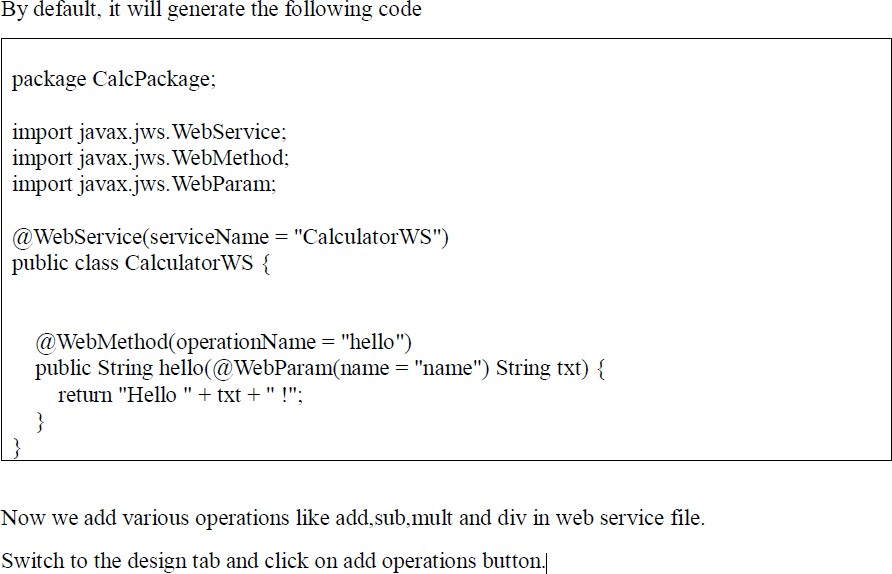 By default, it will generate the following code
package CalcPackage;
import javax.jws.WebService;
import javax.jws.WebMethod;
import javax.jws.WebParam;
@WebService(serviceName = "CalculatorWS")
public class CalculatorWS {
@WebMethod(operationName = "hello")
public String hello(@WebParam(name = "name") String txt) {
return "Hello " + txt + " !";
}
}
Now we add various operations like add,sub,mult and div in web service file.
Switch to the design tab and click on add operations button.